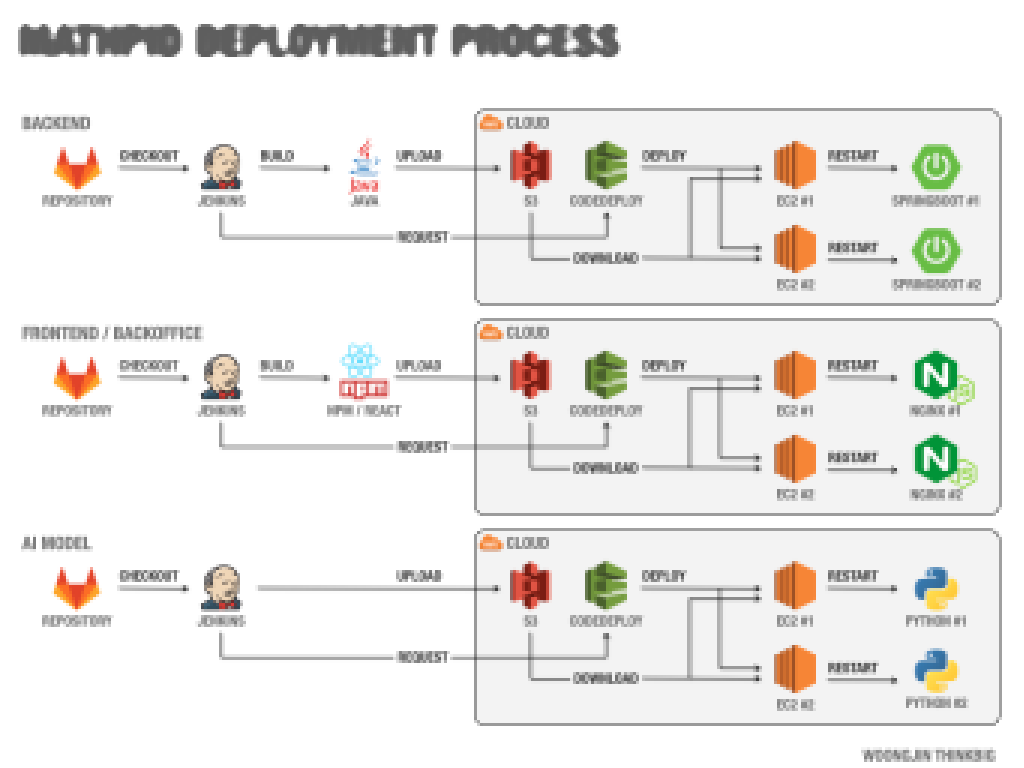 MATHPID DEPLOYMENT PROCESS
BACKEND
CLOUD
CHECKOUT
BUILD
UPLOAD
DEPLOY
RESTART
Java
REPOSITORY
JENKINS
JAVA
S3
CODEDEPLOY
EC2 #1
SPRINGBOOT #1
REQUEST
DOWNLOAD
RESTART
EC2 #2
SPRINGBOOT #2
FRONTEND / BACKOFFICE
CLOUD
CHECKOUT
BUILD
UPLOAD
DEPLOY
RESTART
N
npm
REPOSITORY
JENKINS
NPM / REACT
S3
CODEDEPLOY
EC2 #1
NGINX #1
REQUEST
DOWNLOAD
RESTART
N
EC2 #2
NGINX #2
AI MODEL
CLOUD
CHECKOUT
UPLOAD
DEPLOY
RESTART
REPOSITORY
JENKINS
S3
CODEDEPLOY
EC2 #1
PYTHON #1
REQUEST
DOWNLOAD
RESTART
EC2 #2
PYTHON #2
WOONGJIN THINKBIG